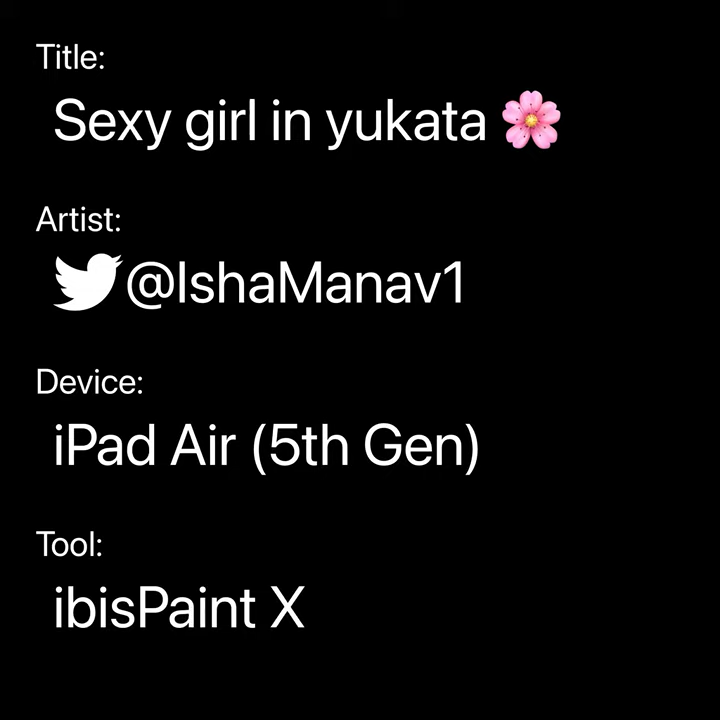 Title:
Sexy girl in yukata 🌸
Artist:
@IshaManav1
Device:
iPad Air (5th Gen)
Tool:
ibisPaint X